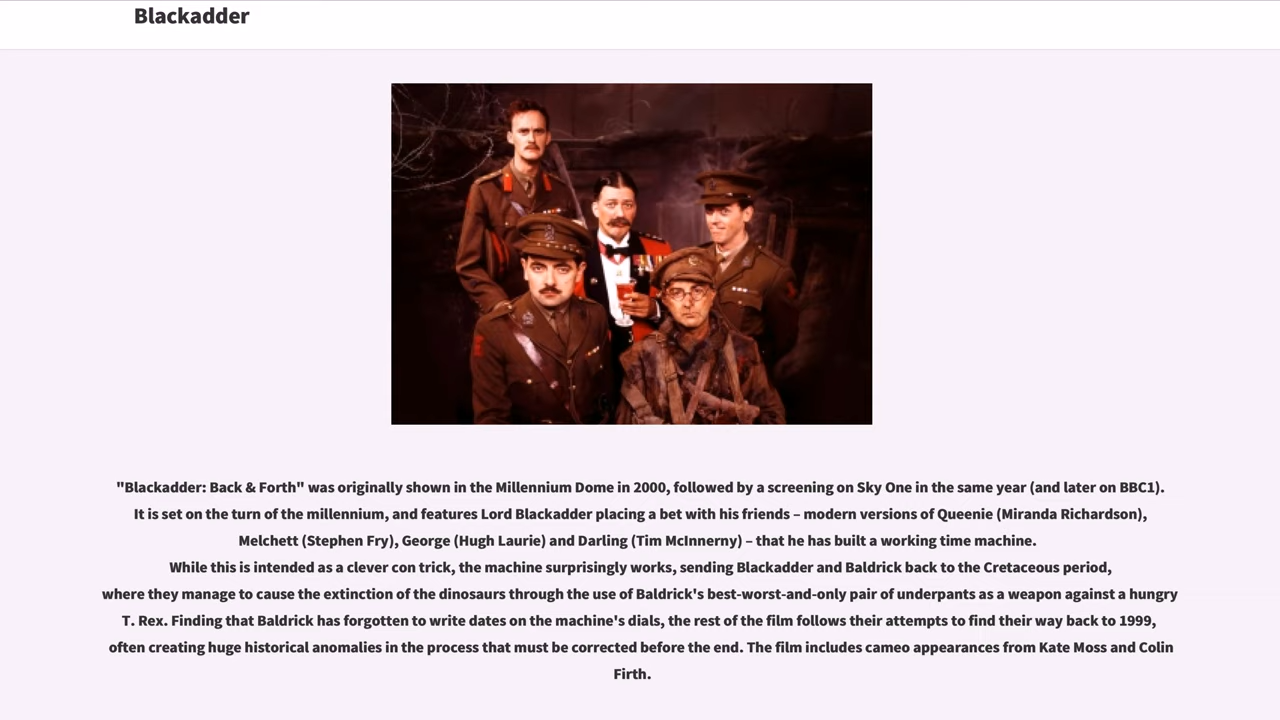 Blackadder
"Blackadder: Back & Forth" was originally shown in the Millennium Dome in 2000, followed by a screening on Sky One in the same year (and later on BBC1).
It is set on the turn of the millennium, and features Lord Blackadder placing a bet with his friends – modern versions of Queenie (Miranda Richardson),
Melchett (Stephen Fry), George (Hugh Laurie) and Darling (Tim McInnerny) – that he has built a working time machine.
While this is intended as a clever con trick, the machine surprisingly works, sending Blackadder and Baldrick back to the Cretaceous period,
where they manage to cause the extinction of the dinosaurs through the use of Baldrick's best-worst-and-only pair of underpants as a weapon against a hungry
T. Rex. Finding that Baldrick has forgotten to write dates on the machine's dials, the rest of the film follows their attempts to find their way back to 1999,
often creating huge historical anomalies in the process that must be corrected before the end. The film includes cameo appearances from Kate Moss and Colin
Firth.